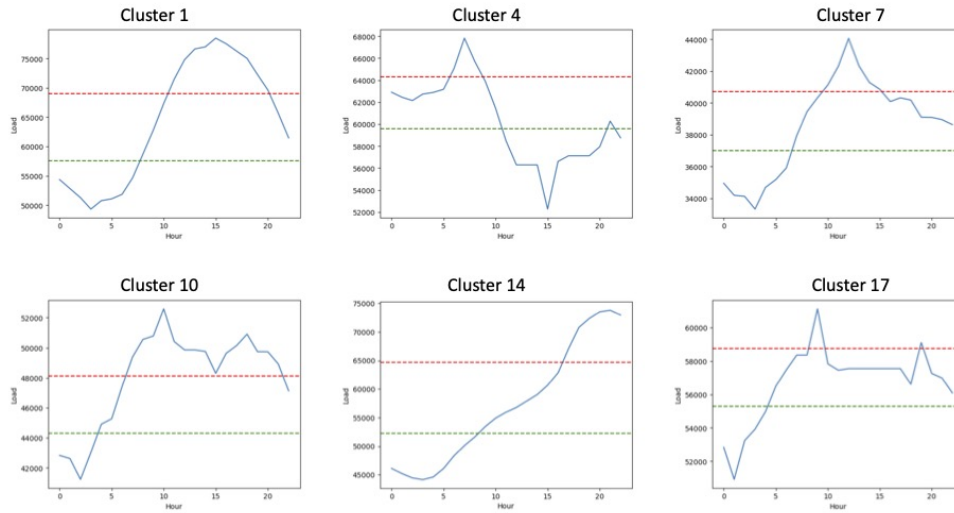 Cluster 1
Cluster 4
Cluster 7
75000
70000
65000
60000
55000
50000
Load
0 5 10 15 20
Hour
68000
66000
64000
62000
60000
58000
56000
54000
52000
Load
0 5 10 15 20
Hour
44000
42000
40000
38000
36000
34000
Load
0 5 10 15 20
Hour
Cluster 10
Cluster 14
Cluster 17
52000
50000
48000
46000
44000
42000
Load
0 5 10 15 20
Hour
75000
70000
65000
60000
55000
50000
45000
Load
0 5 10 15 20
Hour
60000
58000
56000
54000
52000
Load
0 5 10 15 20
Hour